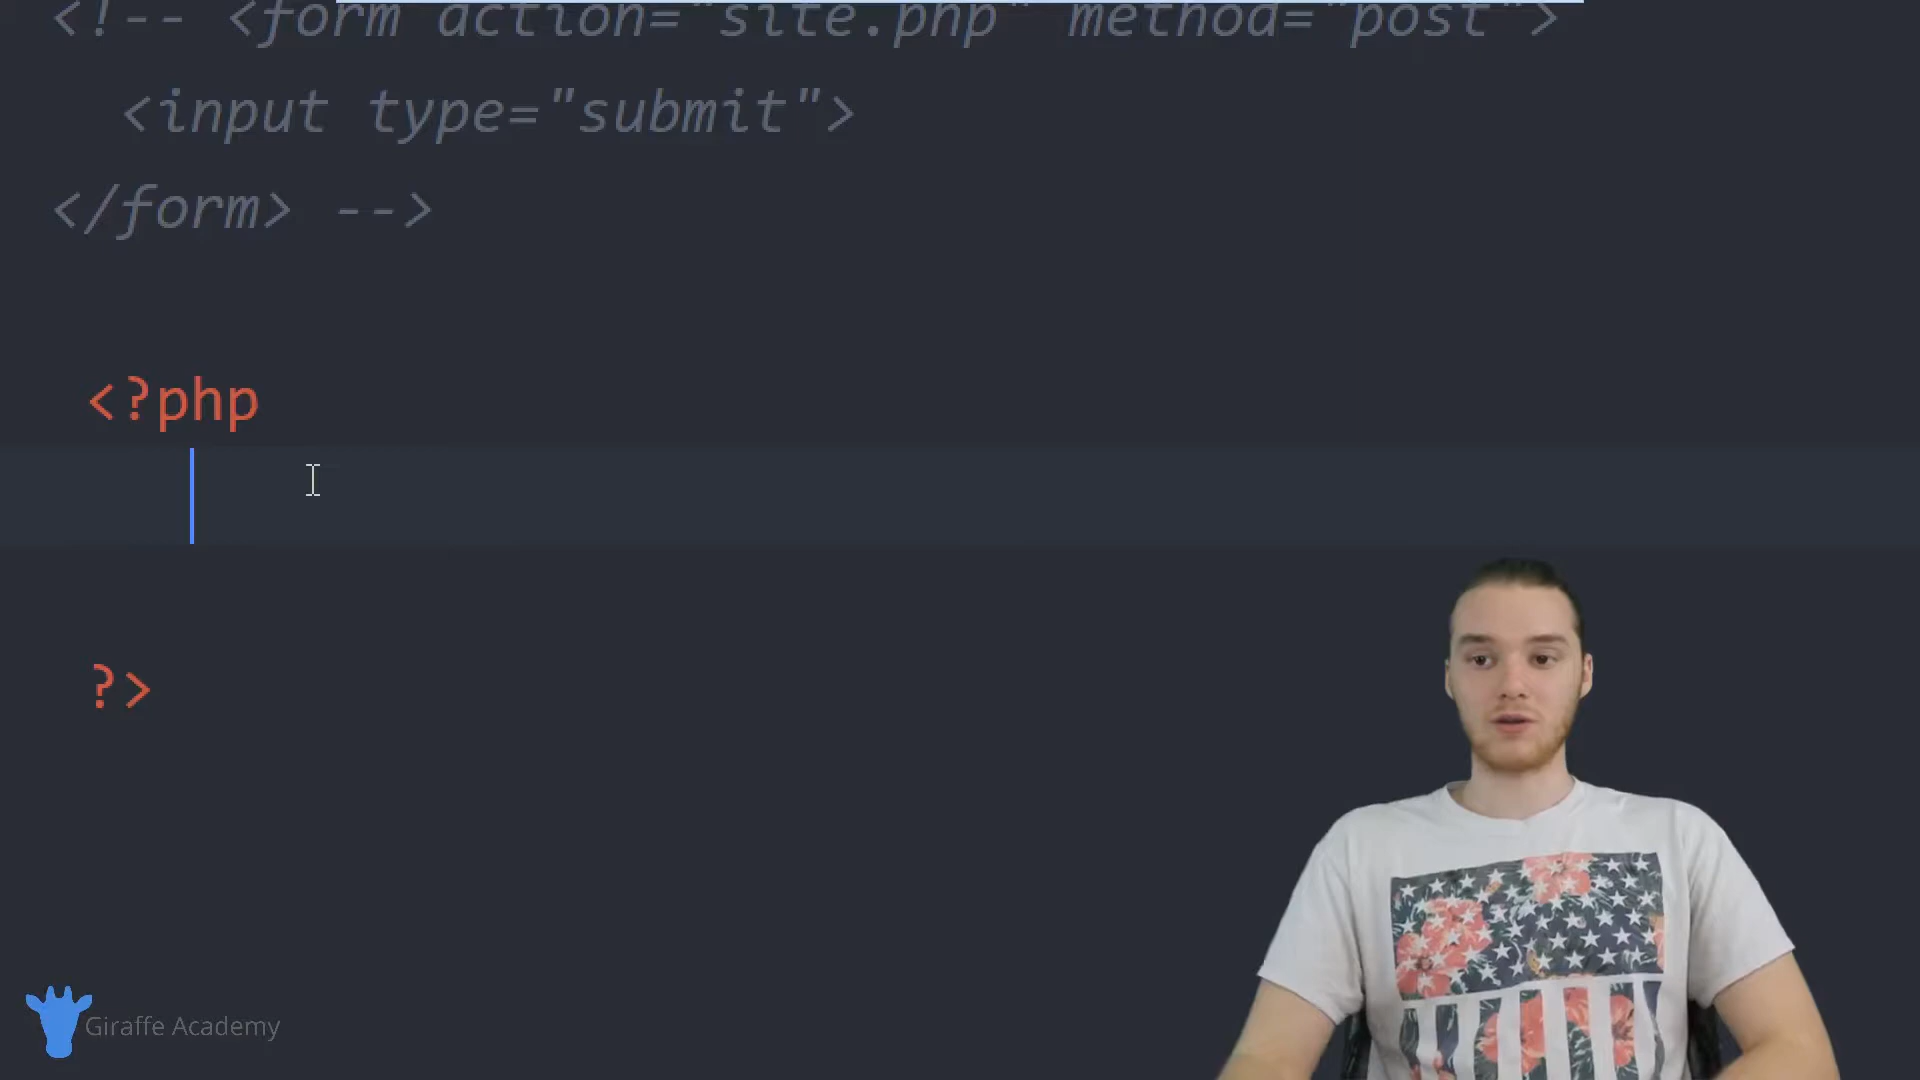 <!-- <form action="site.php" method="post">
<input type="submit">
</form> -->
<?php
?>
Giraffe Academy